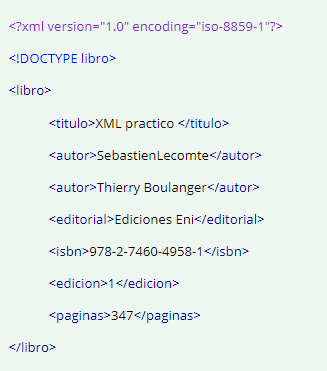 <?xml version="1.0" encoding="iso-8859-1"?>
<!DOCTYPE libro>
<libro>
<titulo>XML practico </titulo>
<autor>SebastienLecomte</autor>
<autor>Thierry Boulanger</autor>
<editorial>Ediciones Eni</editorial>
<isbn>978-2-7460-4958-1</isbn>
<edicion>1</edicion>
<paginas>347</paginas>
</libro>